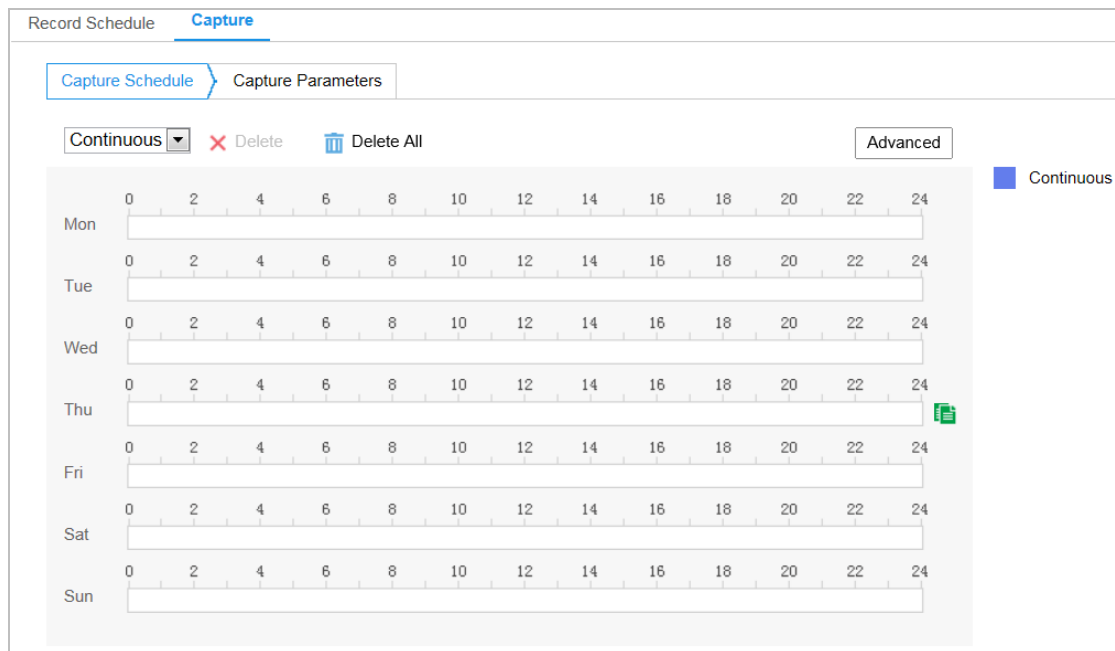 Record Schedule Capture
Capture Schedule Capture Parameters
Continuous Delete Delete All Advanced
Continuous
0 2 4 6 8 10 12 14 16 18 20 22 24
Mon
0 2 4 6 8 10 12 14 16 18 20 22 24
Tue
0 2 4 6 8 10 12 14 16 18 20 22 24
Wed
0 2 4 6 8 10 12 14 16 18 20 22 24
Thu
0 2 4 6 8 10 12 14 16 18 20 22 24
Fri
0 2 4 6 8 10 12 14 16 18 20 22 24
Sat
0 2 4 6 8 10 12 14 16 18 20 22 24
Sun